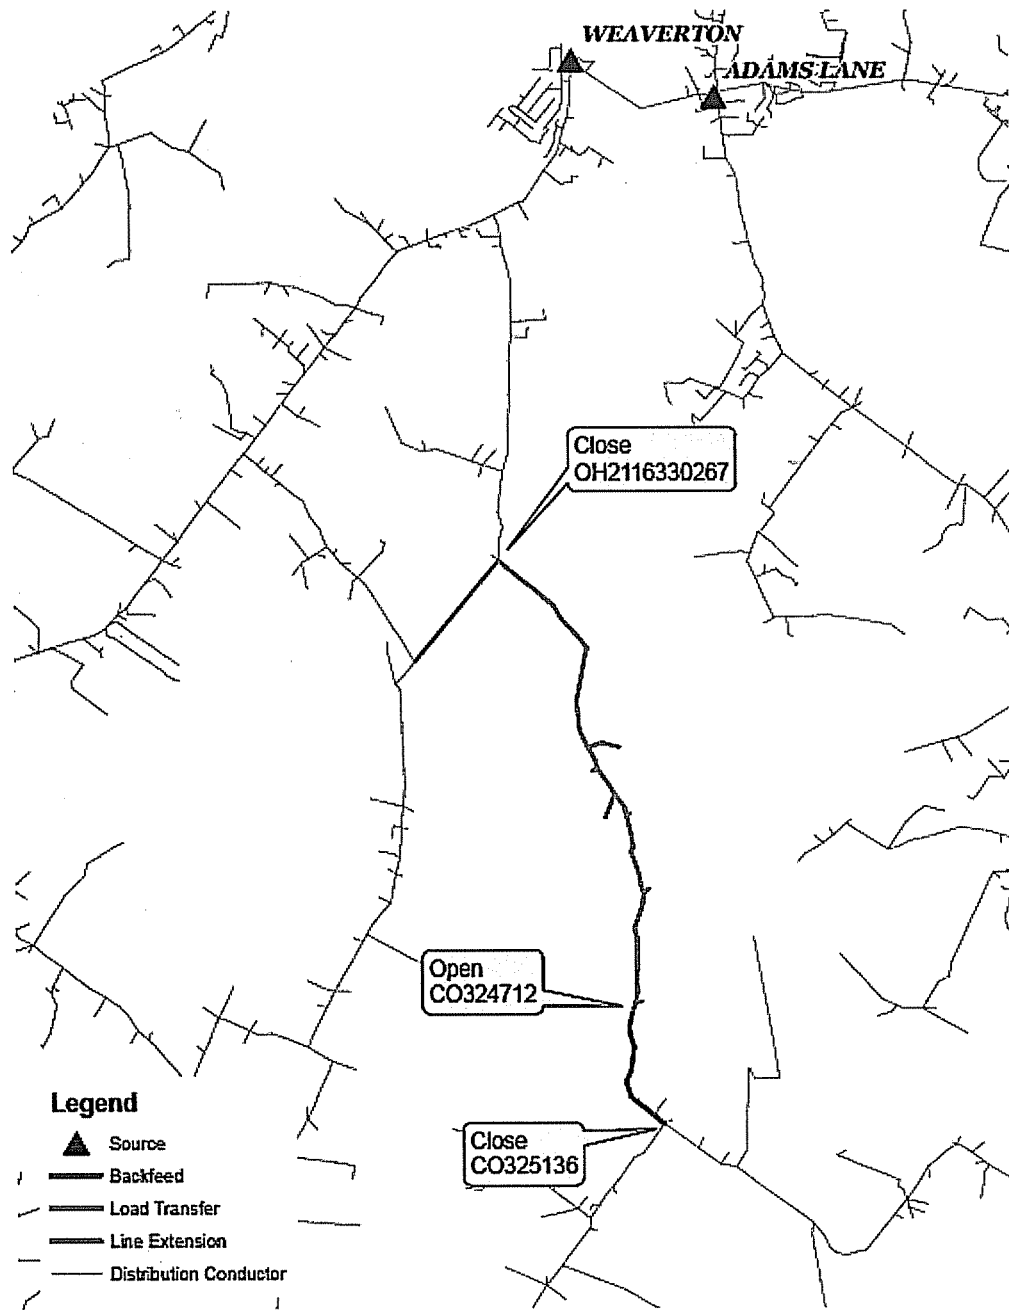 WEAVERTON
ADAMS LANE
Close
OH2116330267
Open
CO324712
Close
CO325136
Legend
Source
Backfeed
Load Transfer
Line Extension
Distribution Conductor